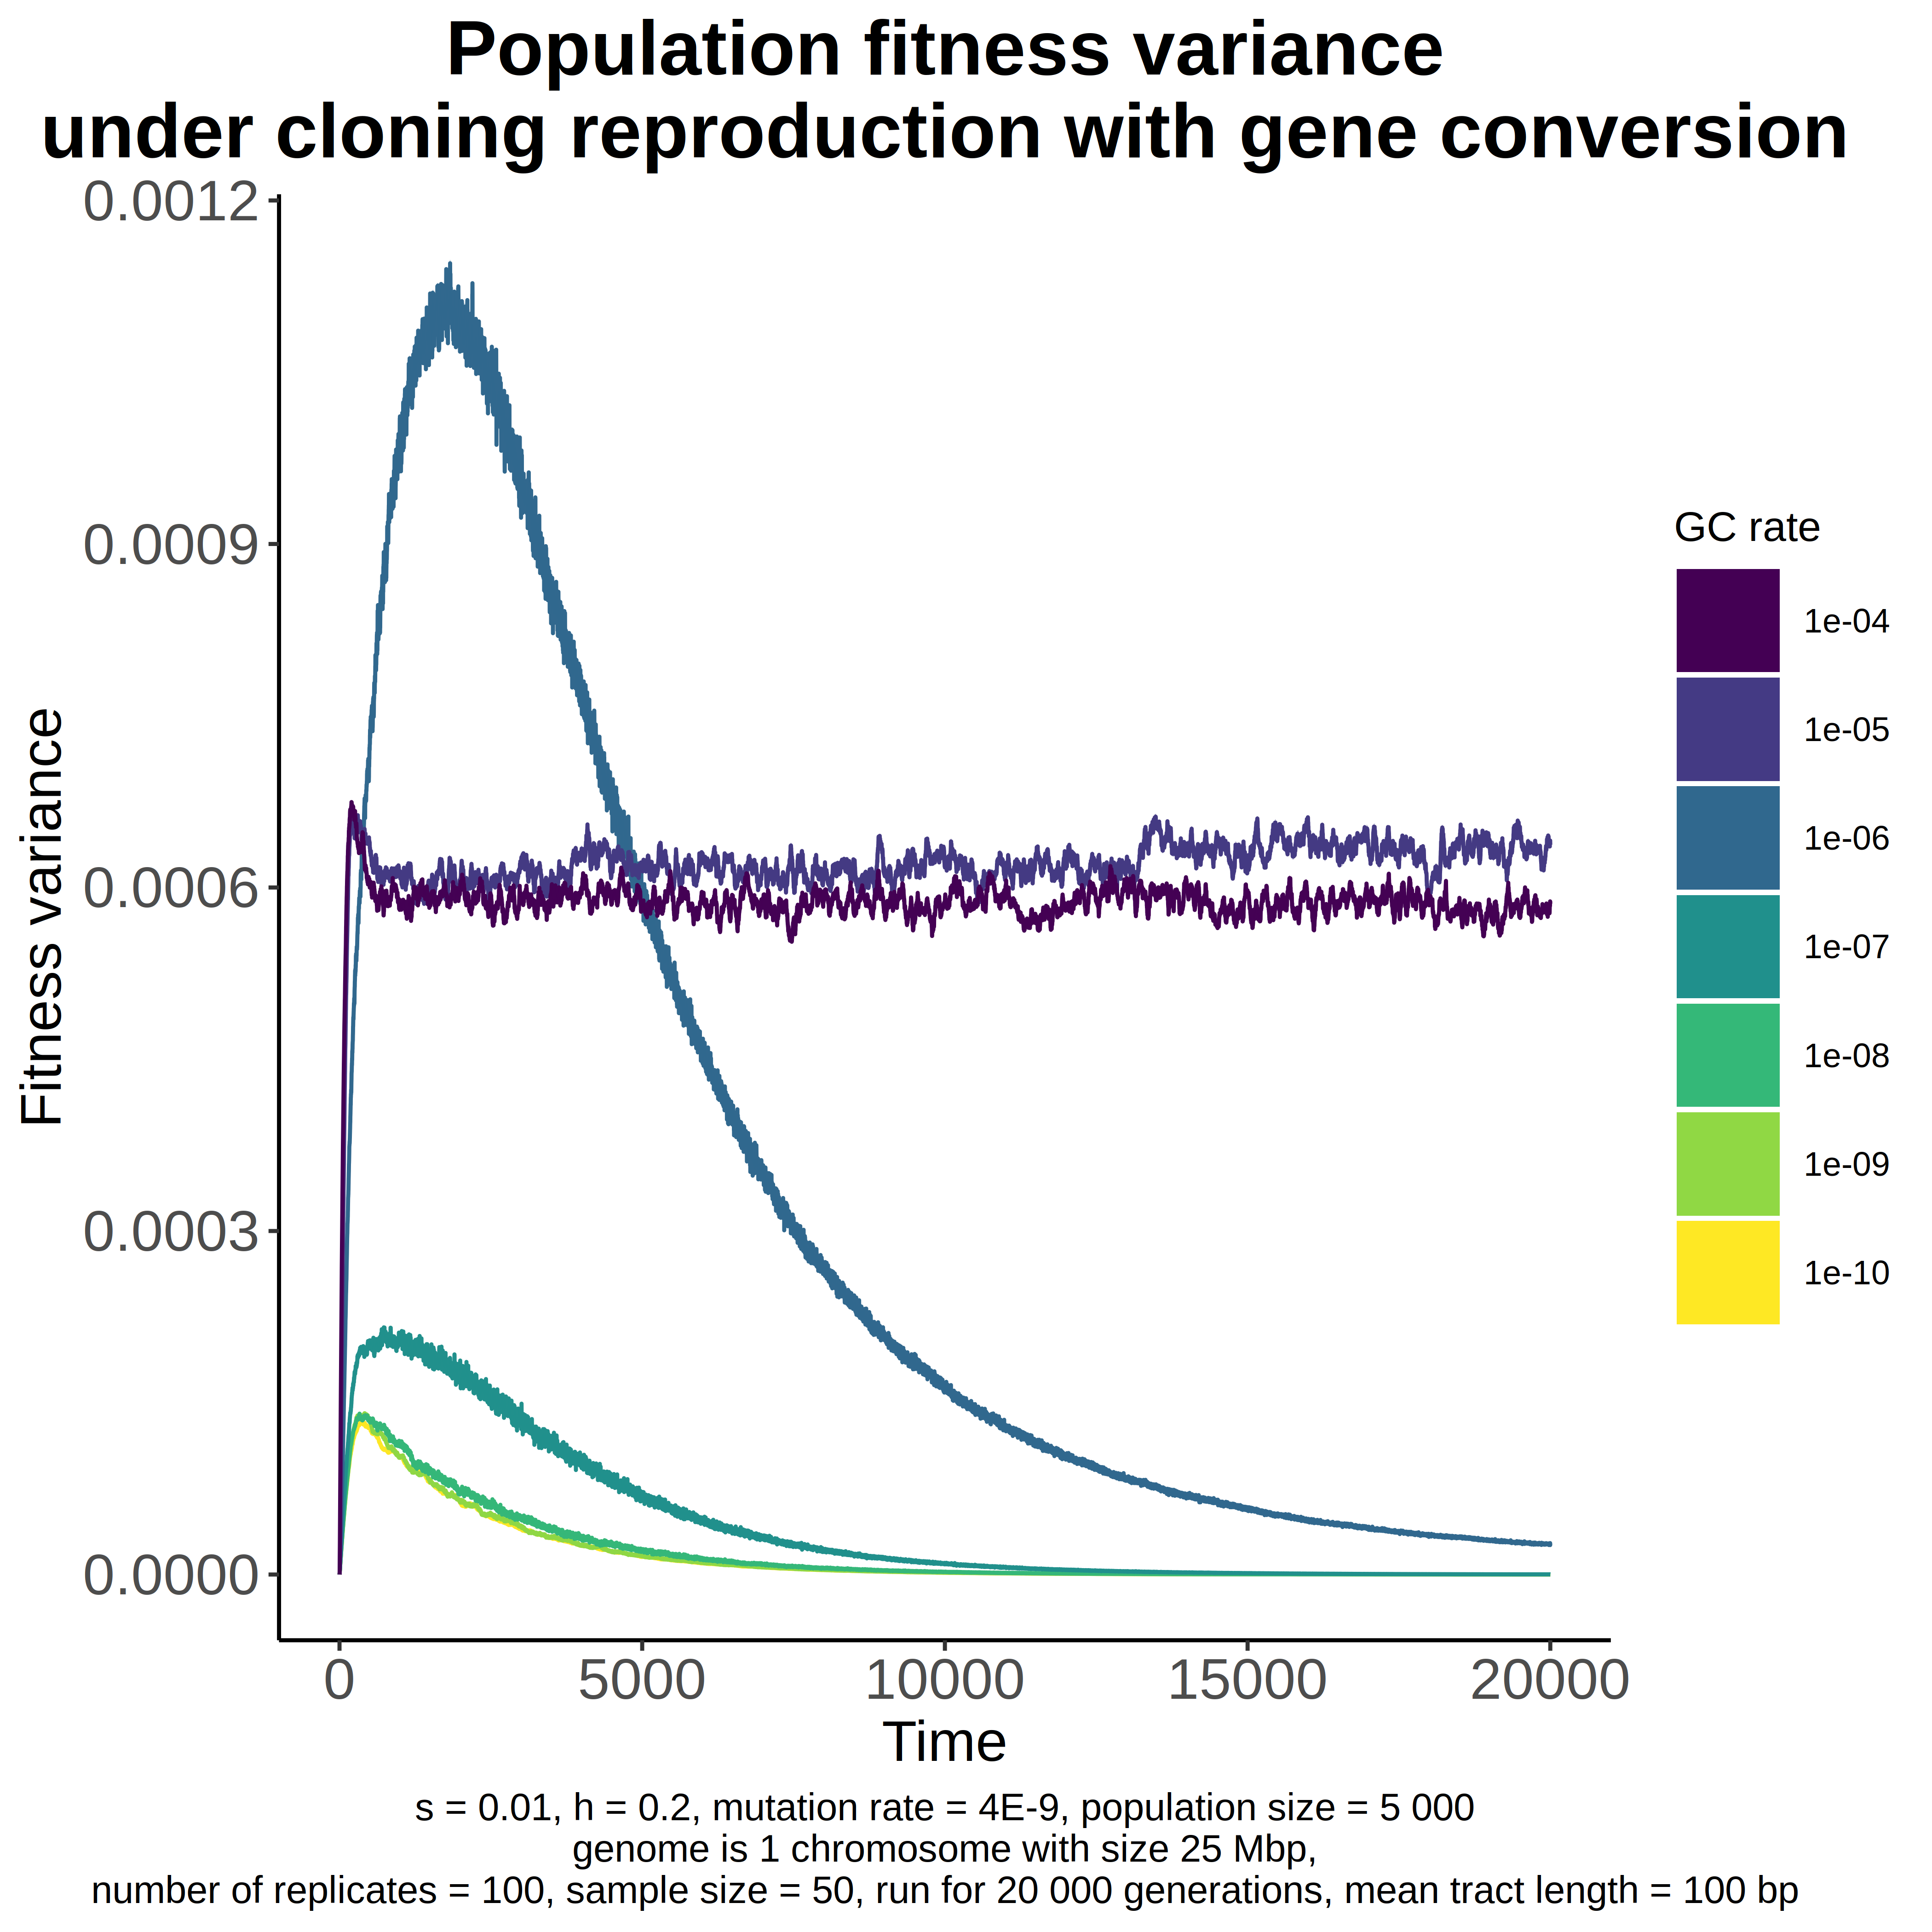 Population fitness variance
under cloning reproduction with gene conversion
0.0012
0.0009
0.0006
0.0003
0.0000
Fitness variance
0 5000 10000 15000 20000
Time
GC rate
1e-04
1e-05
1e-06
1e-07
1e-08
1e-09
1e-10
s = 0.01, h = 0.2, mutation rate = 4E-9, population size = 5 000
genome is 1 chromosome with size 25 Mbp,
number of replicates = 100, sample size = 50, run for 20 000 generations, mean tract length = 100 bp